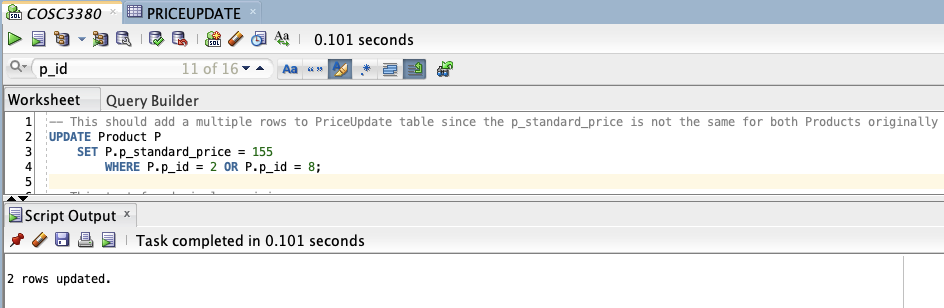 COSC3380 × PRICEUPDATE ×
0.101 seconds
p_id 11 of 16 Aa “” .*
Worksheet Query Builder
1 -- This should add a multiple rows to PriceUpdate table since the p_standard_price is not the same for both Products originally
2 UPDATE Product P
3 SET P.p_standard_price = 155
4 WHERE P.p_id = 2 OR P.p_id = 8;
5
Script Output ×
Task completed in 0.101 seconds
2 rows updated.